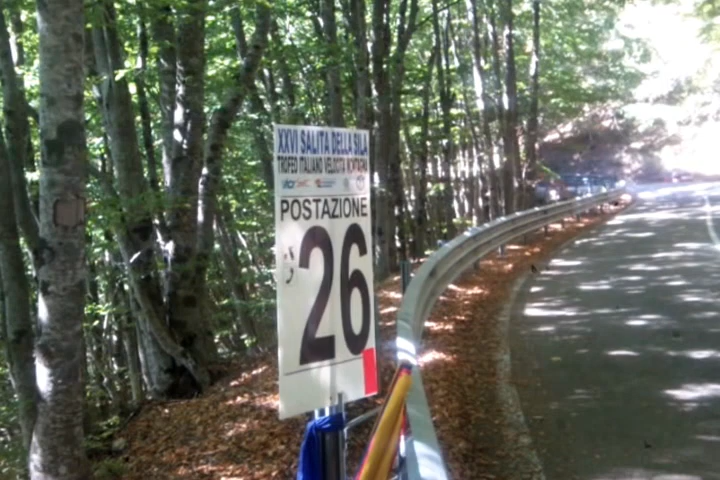 XXVI SALITA DELLA SILA
TROFEO ITALIANO VELOCITÀ MONTAGNA
POSTAZIONE
26